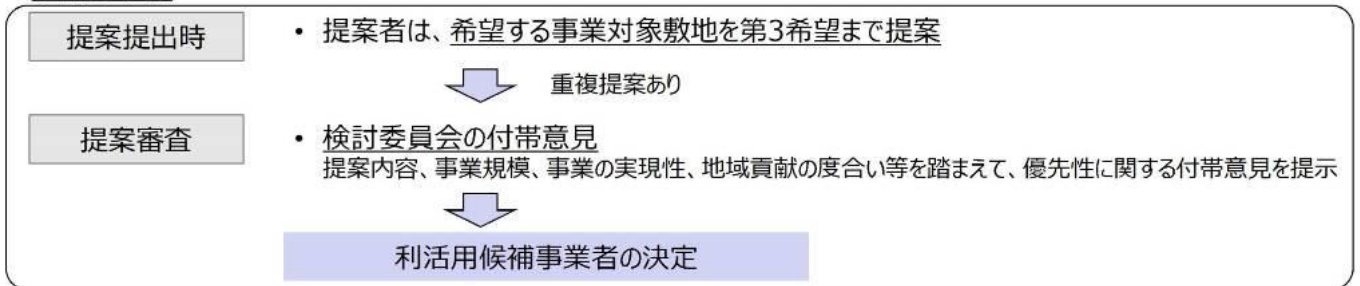 提案提出時
・ 提案者は、希望する事業対象敷地を第3希望まで提案
重複提案あり
提案審査
・ 検討委員会の付帯意見
提案内容、事業規模、事業の実現性、地域貢献の度合い等を踏まえて、優先性に関する付帯意見を提示
利活用候補事業者の決定